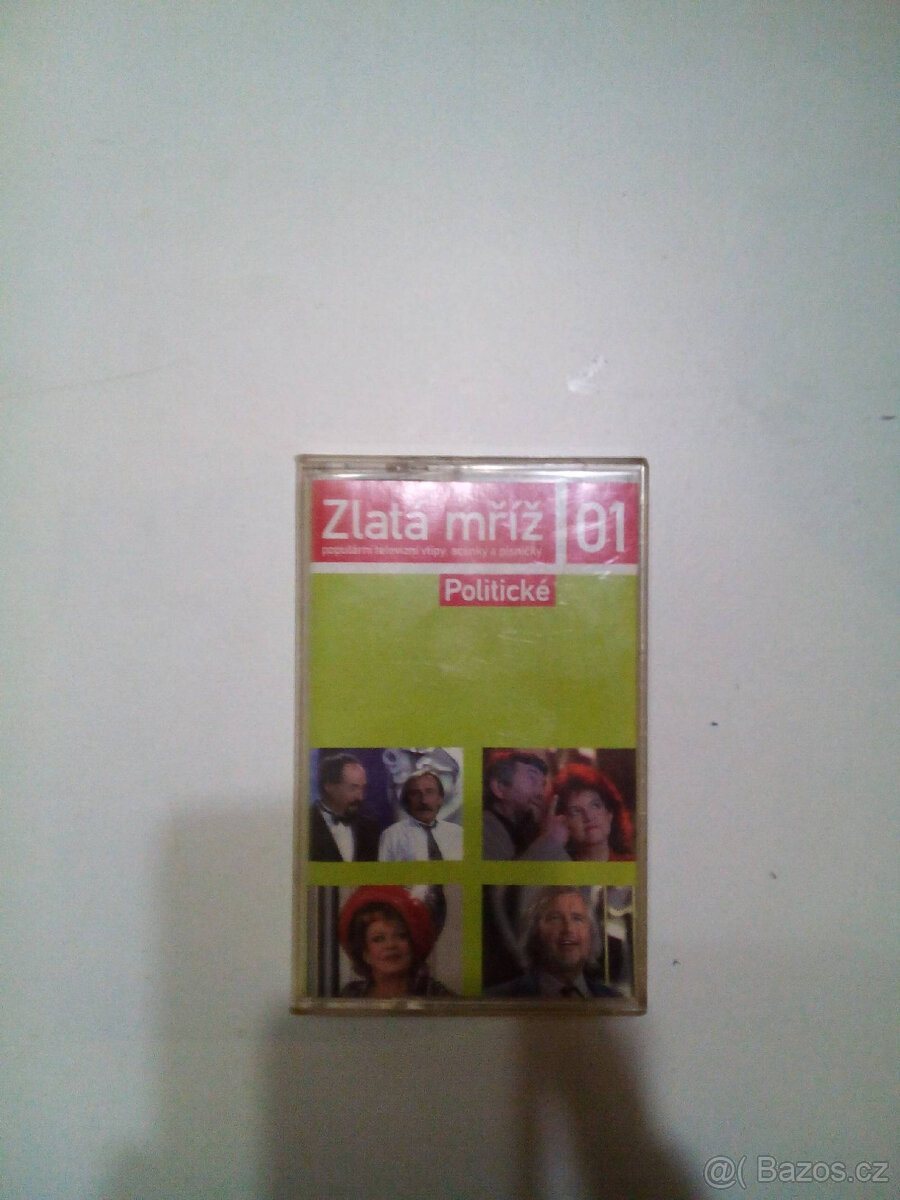 Zlatá mříž 01
populární televizní vtipy, scénky a písničky
Politické
@( Bazos.cz